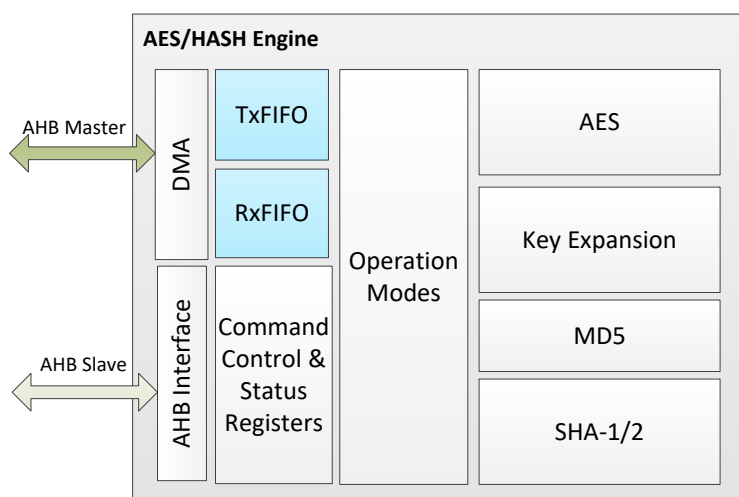 AES/HASH Engine
AHB Master
DMA
TxFIFO
RxFIFO
AHB Slave
AHB Interface
Command
Control &
Status
Registers
Operation
Modes
AES
Key Expansion
MD5
SHA-1/2